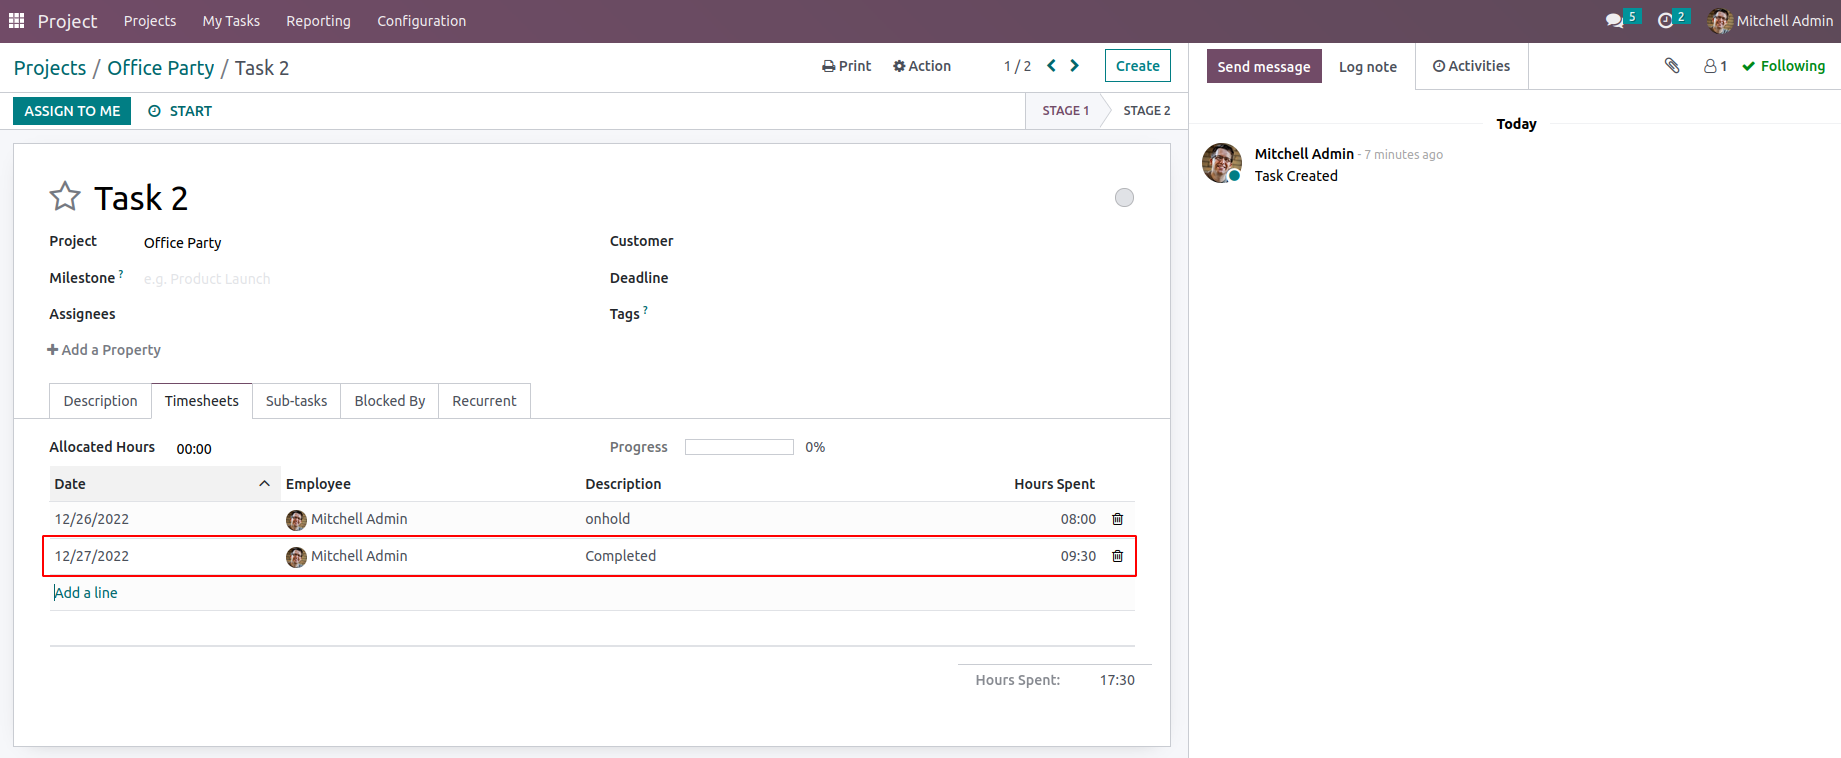 Project Projects My Tasks Reporting Configuration 5 2 Mitchell Admin
Projects / Office Party / Task 2 Print Action 1 / 2 Create
Send message Log note Activities 1 Following
ASSIGN TO ME START STAGE 1 STAGE 2
Today
Mitchell Admin - 7 minutes ago
Task Created
Task 2
Project Office Party Customer
Milestone ? e.g. Product Launch Deadline
Assignees Tags ?
Add a Property
Description Timesheets Sub-tasks Blocked By Recurrent
Allocated Hours 00:00 Progress 0%
Date Employee Description Hours Spent
12/26/2022 Mitchell Admin onhold 08:00
12/27/2022 Mitchell Admin Completed 09:30
Add a line
Hours Spent: 17:30